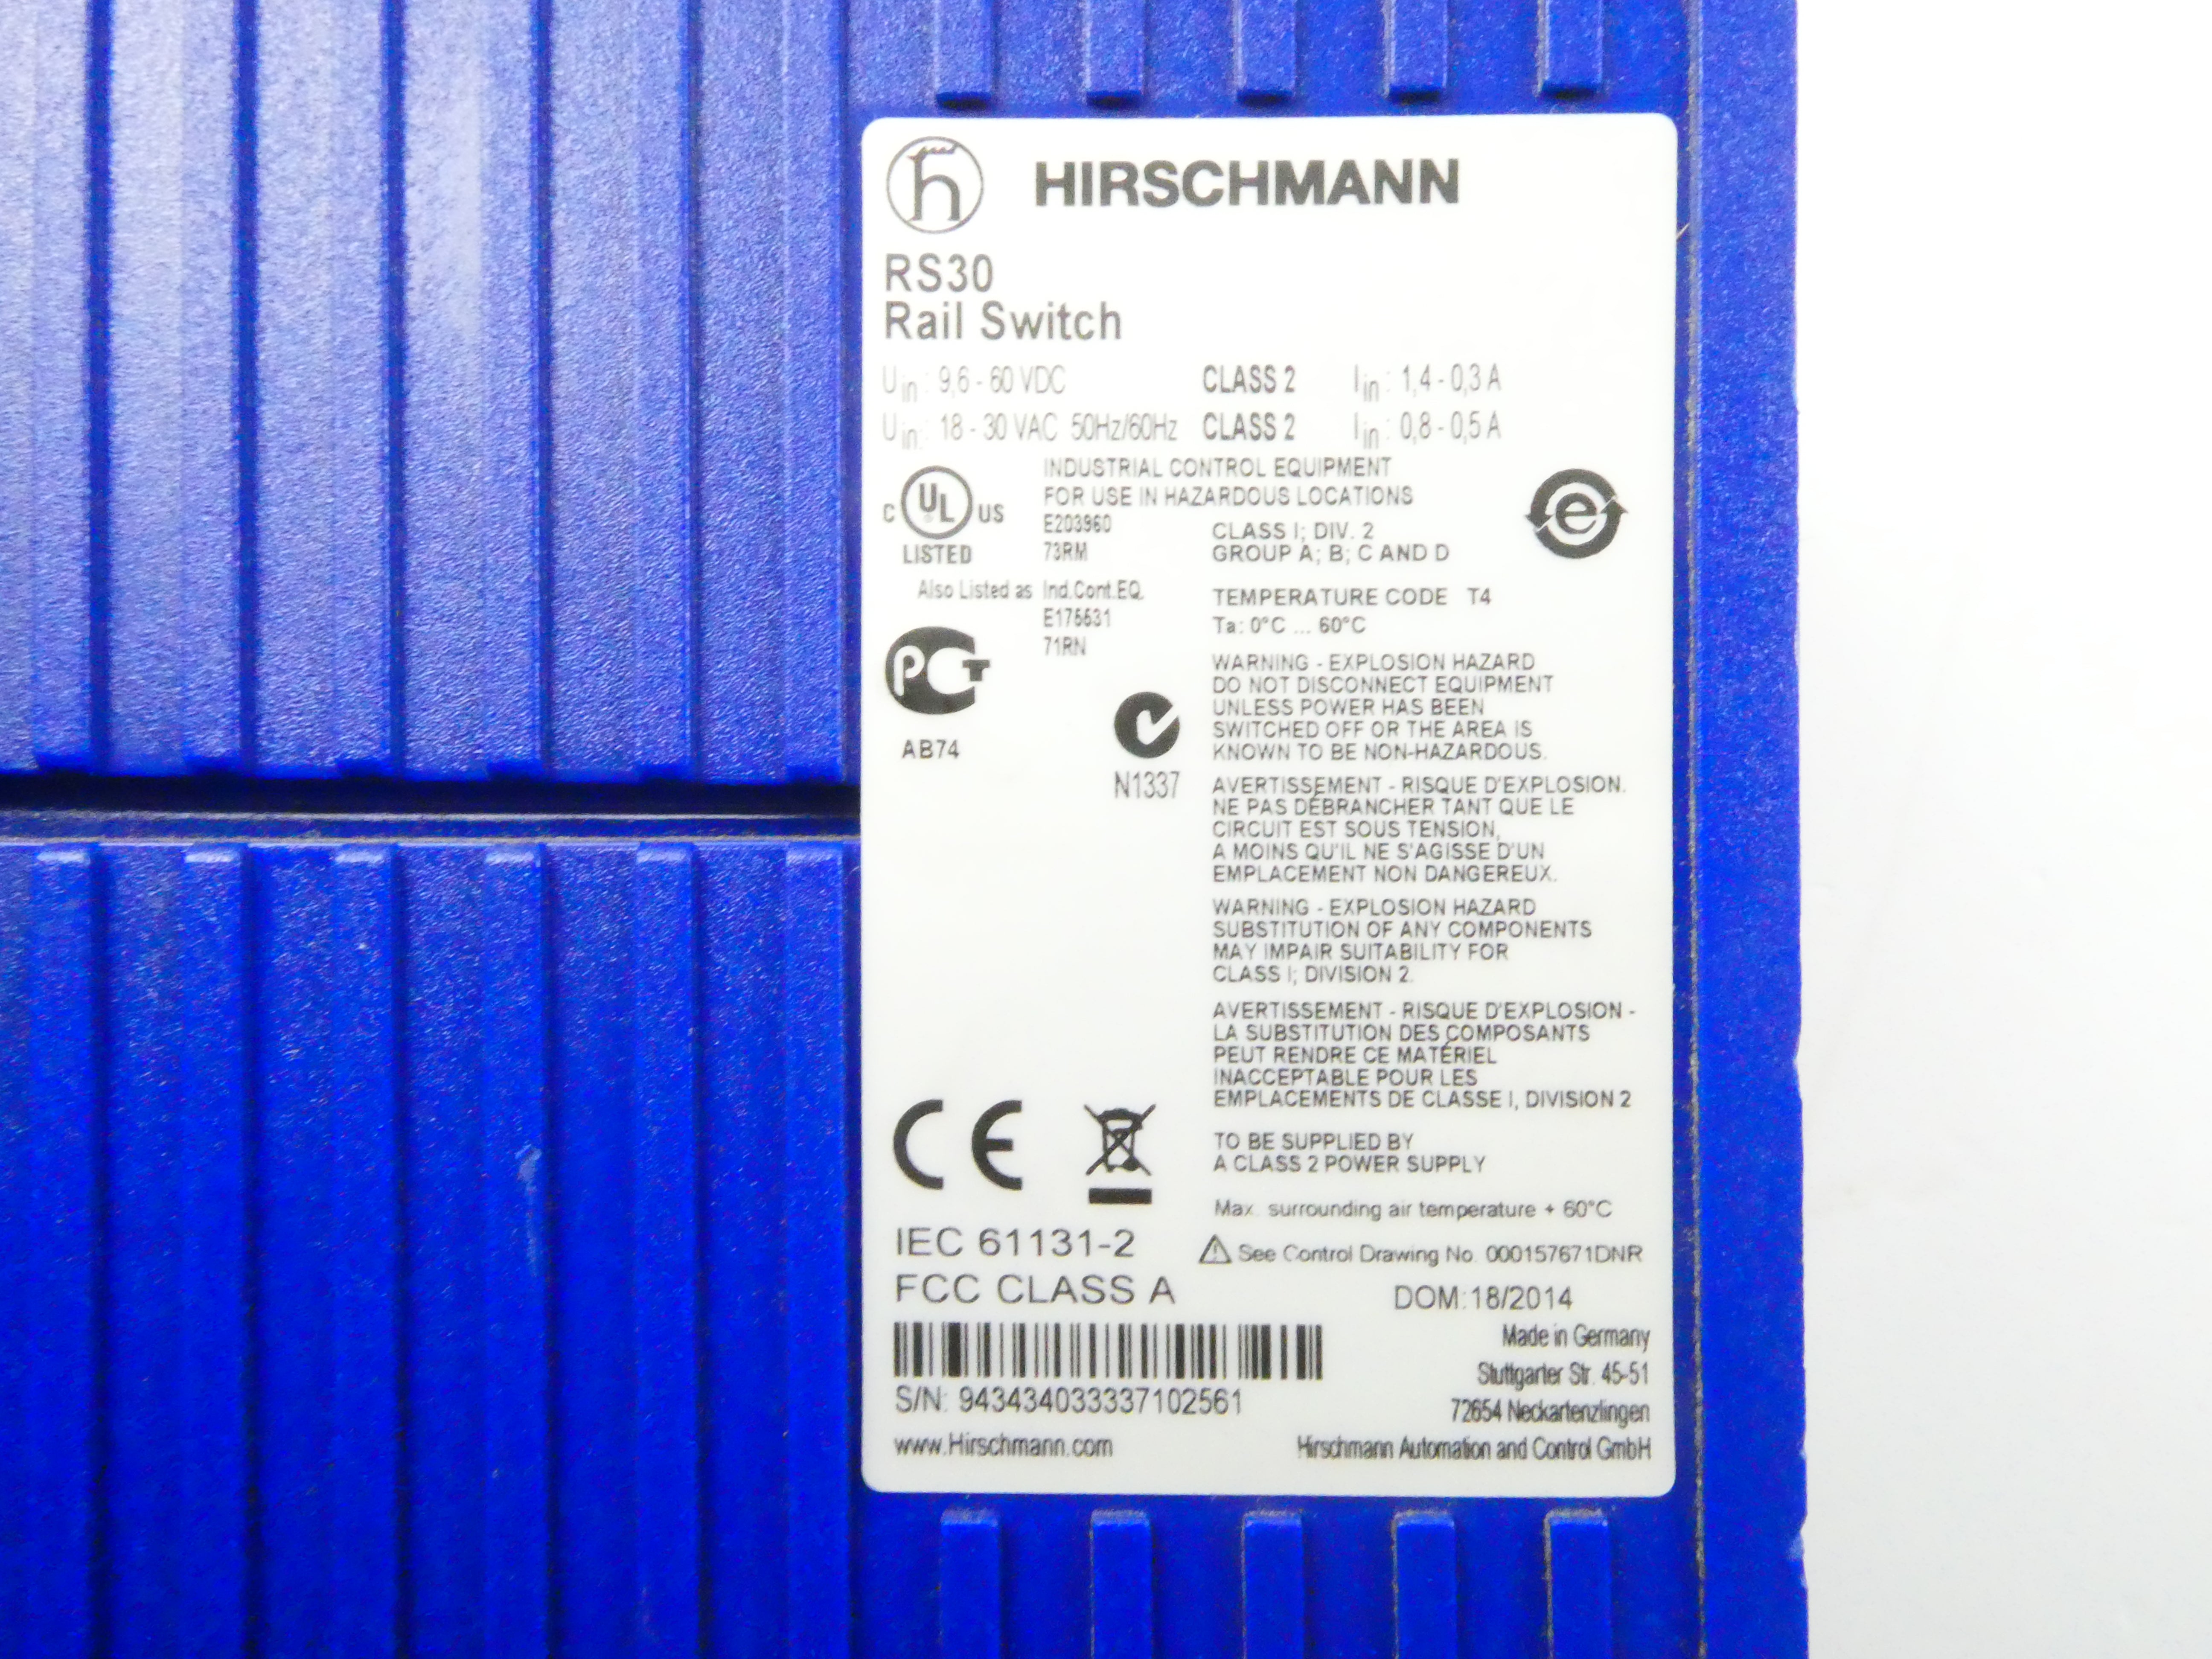 HIRSCHMANN
RS30
Rail Switch
Uin: 9,6 - 60 VDC CLASS 2 Iin: 1,4 - 0,3 A
Uin: 18 - 30 VAC 50Hz/60Hz CLASS 2 Iin: 0,8 - 0,5 A
INDUSTRIAL CONTROL EQUIPMENT
FOR USE IN HAZARDOUS LOCATIONS
C UL US
LISTED
E203960
73RM
CLASS I; DIV. 2
GROUP A; B; C AND D
e
Also Listed as Ind.Cont.EQ.
E175531
71RN
TEMPERATURE CODE T4
Ta: 0°C ... 60°C
РСТ
AB74
N1337
WARNING - EXPLOSION HAZARD
DO NOT DISCONNECT EQUIPMENT
UNLESS POWER HAS BEEN
SWITCHED OFF OR THE AREA IS
KNOWN TO BE NON-HAZARDOUS.
AVERTISSEMENT - RISQUE D'EXPLOSION.
NE PAS DÉBRANCHER TANT QUE LE
CIRCUIT EST SOUS TENSION,
A MOINS QU'IL NE S'AGISSE D'UN
EMPLACEMENT NON DANGEREUX.
WARNING - EXPLOSION HAZARD
SUBSTITUTION OF ANY COMPONENTS
MAY IMPAIR SUITABILITY FOR
CLASS I; DIVISION 2.
AVERTISSEMENT - RISQUE D'EXPLOSION -
LA SUBSTITUTION DES COMPOSANTS
PEUT RENDRE CE MATÉRIEL
INACCEPTABLE POUR LES
EMPLACEMENTS DE CLASSE I, DIVISION 2
TO BE SUPPLIED BY
A CLASS 2 POWER SUPPLY
Max. surrounding air temperature + 60°C
See Control Drawing No. 000157671DNR
CE
IEC 61131-2
FCC CLASS A
DOM:18/2014
Made in Germany
Stuttgarter Str. 45-51
72654 Neckartenzlingen
Hirschmann Automation and Control GmbH
S/N: 943434033337102561
www.Hirschmann.com